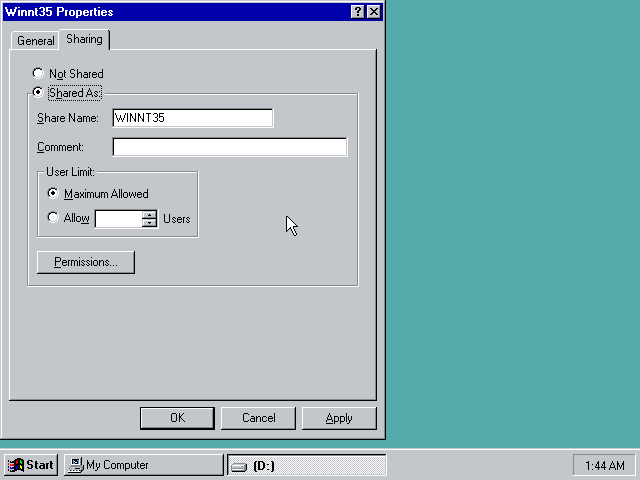 Winnt35 Properties
General Sharing
Not Shared
Shared As:
Share Name: WINNT35
Comment:
User Limit:
Maximum Allowed
Allow Users
Permissions...
OK Cancel Apply
Start My Computer (D:) 1:44 AM